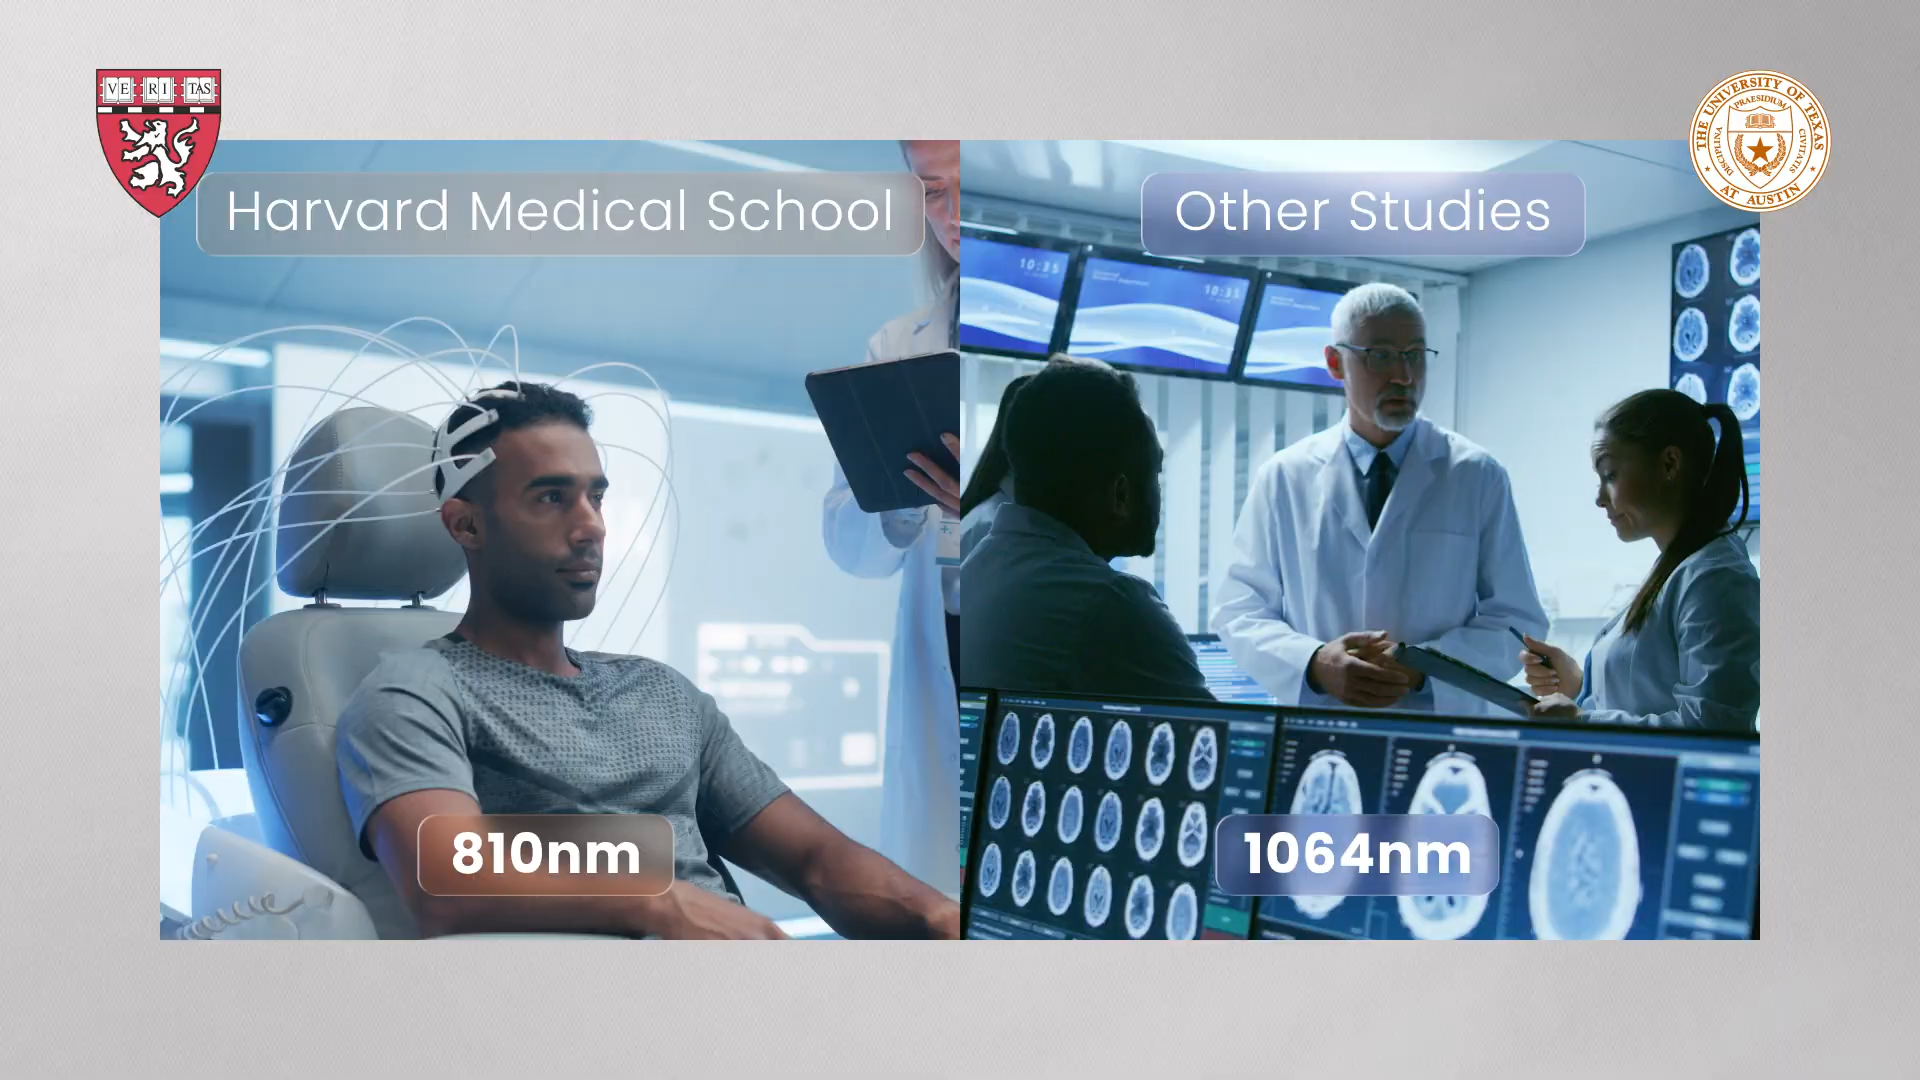 VE RI TAS
Harvard Medical School
810nm
THE UNIVERSITY OF TEXAS
AT AUSTIN
PRAESIDIUM
DISCIPLINA
CIVITATIS
Other Studies
10:35
10:35
1064nm